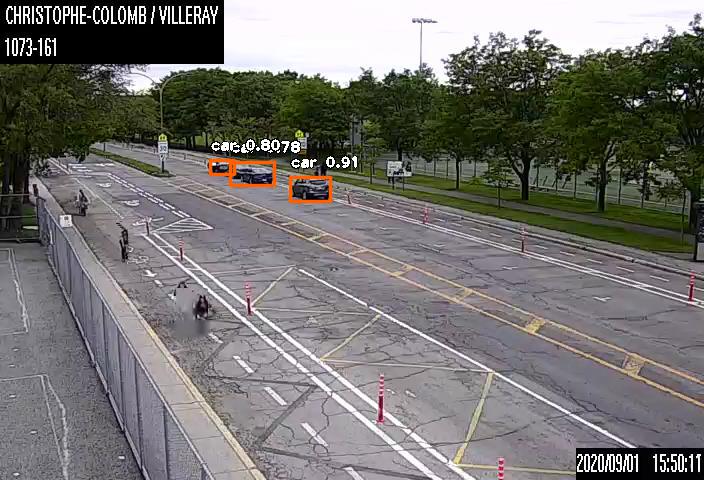 CHRISTOPHE-COLOMB / VILLERAY
1073-161
car 0.8078
car 0.91
2020/09/01 15:50:11